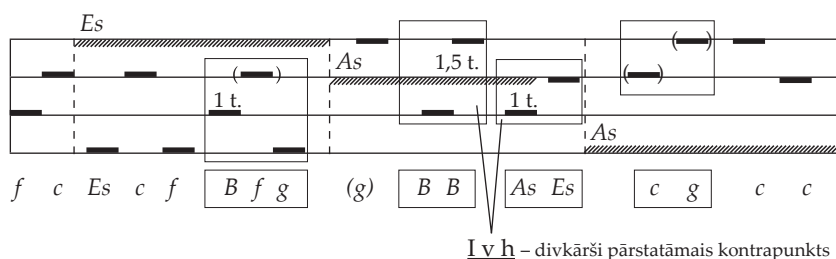 Es
( )
( )
1,5 t.
( )
As
1 t.
1 t.
As
f c Es c f B f g (g) B B As Es c g c c
I v h – divkārši pārstatāmais kontrapunkts